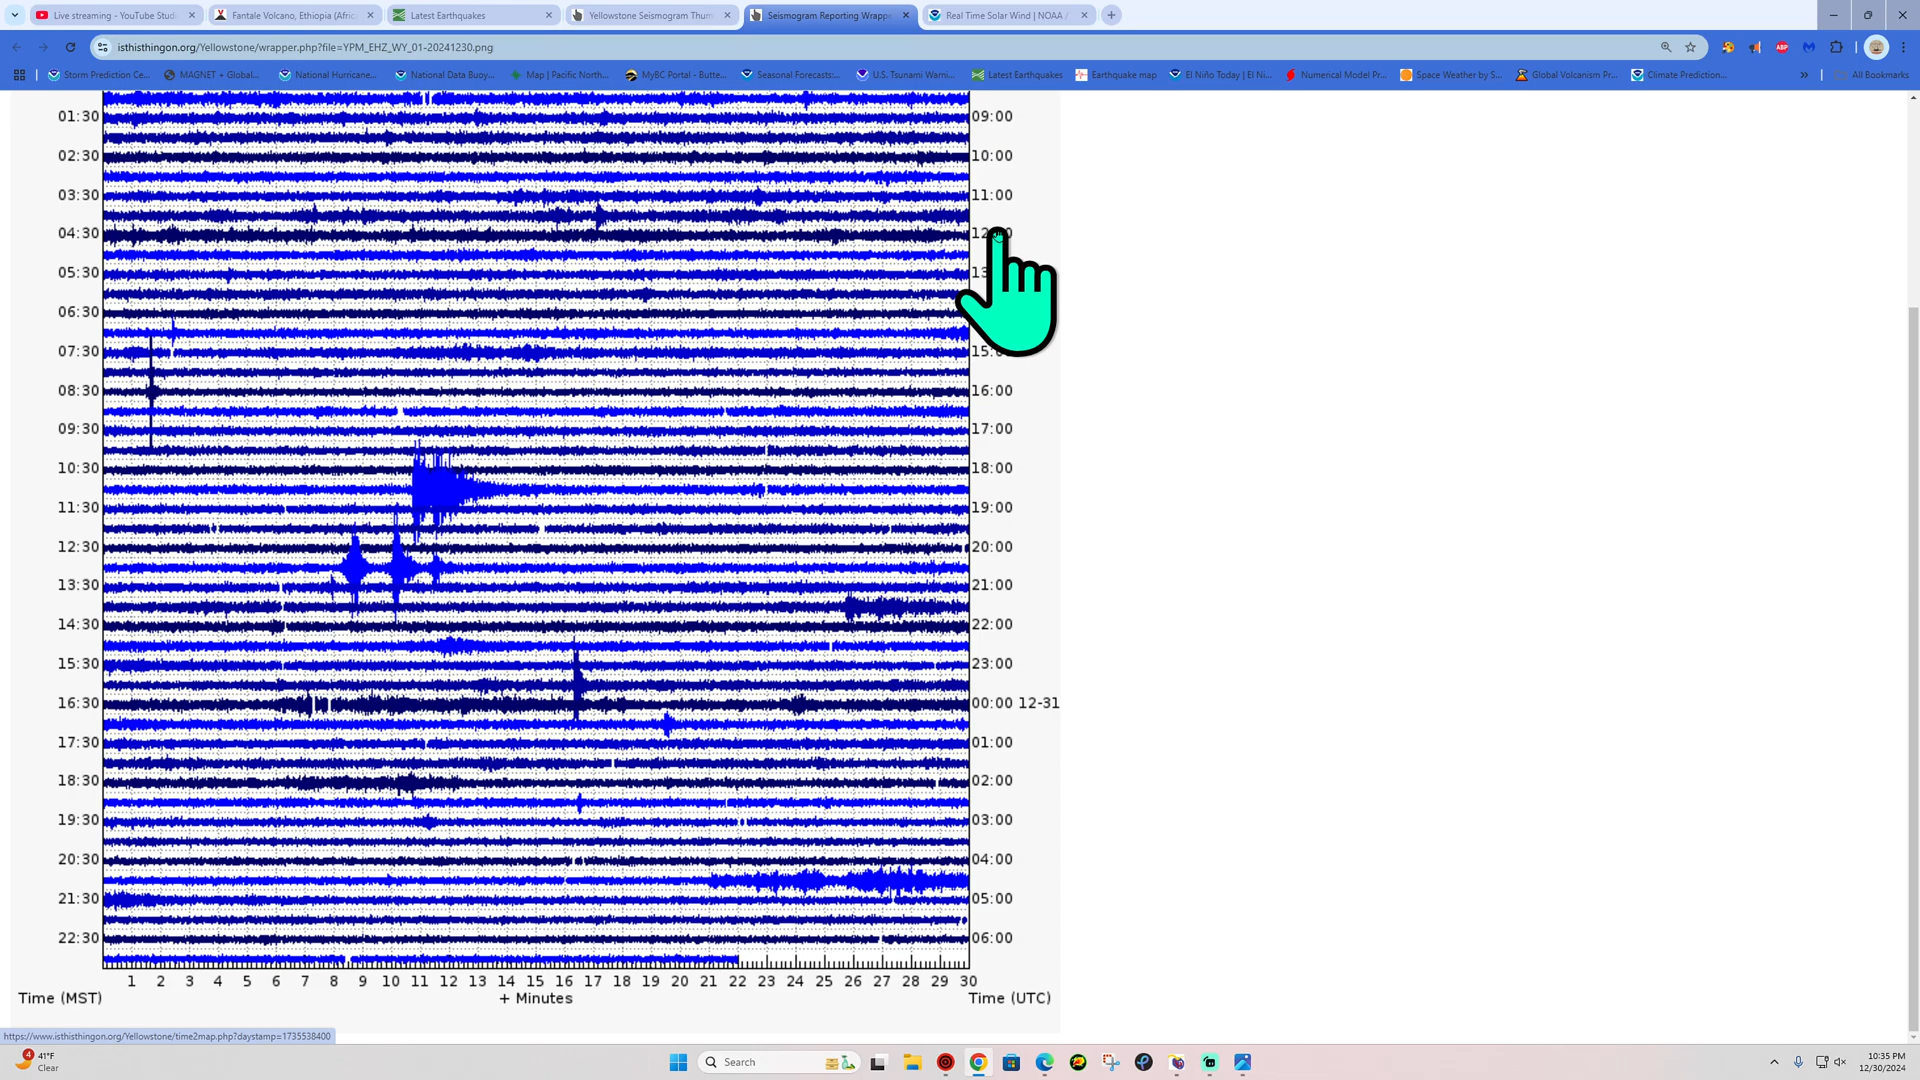 Live streaming - YouTube Studi
Fantale Volcano, Ethiopia (Afric
Latest Earthquakes
Yellowstone Seismogram Thum
Seismogram Reporting Wrappe
Real Time Solar Wind | NOAA /
isthisthingon.org/Yellowstone/wrapper.php?file=YPM_EHZ_WY_01-20241230.png
ABP
Storm Prediction Ce...
MAGNET + Global...
National Hurricane...
National Data Buoy...
Map | Pacific North...
MyBC Portal - Butte...
Seasonal Forecasts:...
U.S. Tsunami Warni...
Latest Earthquakes
Earthquake map
El Niño Today | El Ni...
Numerical Model Pr...
Space Weather by S...
Global Volcanism Pr...
Climate Prediction...
All Bookmarks
01:30 09:00
02:30 10:00
03:30 11:00
04:30
05:30
06:30
07:30
08:30 16:00
09:30 17:00
10:30 18:00
11:30 19:00
12:30 20:00
13:30 21:00
14:30 22:00
15:30 23:00
16:30 00:00 12-31
17:30 01:00
18:30 02:00
19:30 03:00
20:30 04:00
21:30 05:00
22:30 06:00
1 2 3 4 5 6 7 8 9 10 11 12 13 14 15 16 17 18 19 20 21 22 23 24 25 26 27 28 29 30
Time (MST) + Minutes Time (UTC)
https://www.isthisthingon.org/Yellowstone/time2map.php?daystamp=1735538400
4
41°F
Clear
Search
10:35 PM
12/30/2024